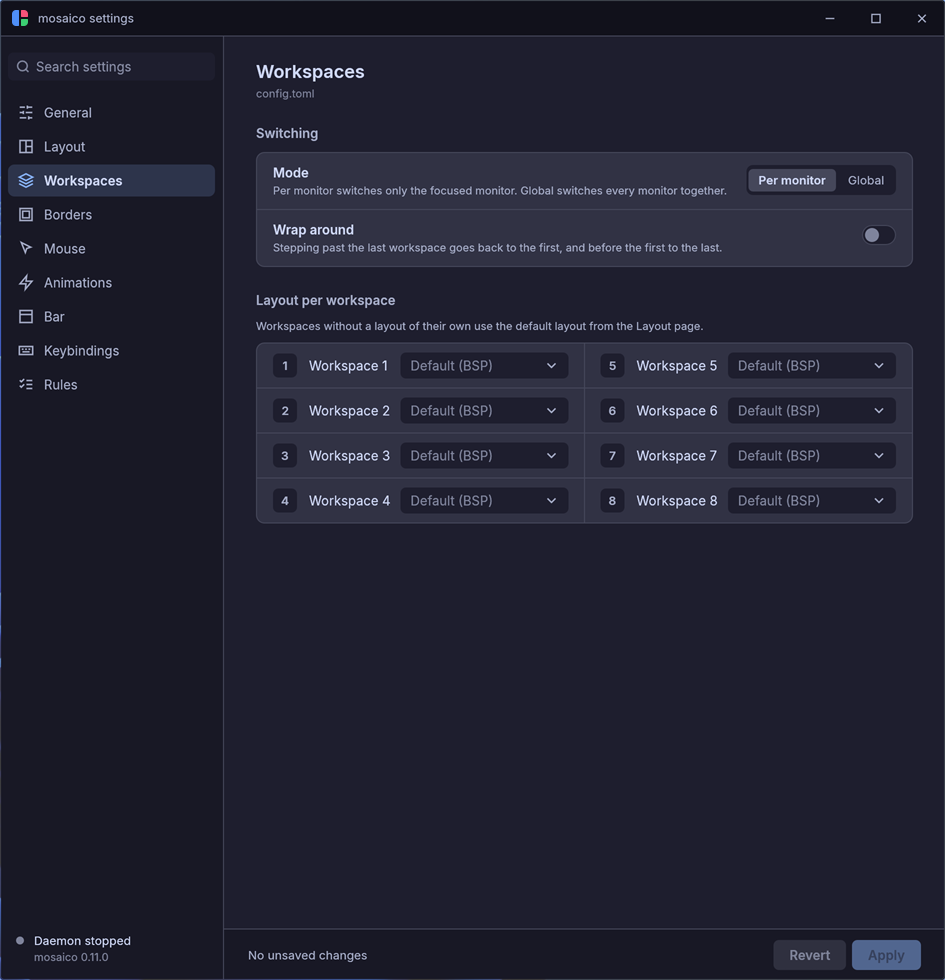 mosaico settings
Search settings
General
Layout
Workspaces
Borders
Mouse
Animations
Bar
Keybindings
Rules
Daemon stopped
mosaico 0.11.0
Workspaces
config.toml
Switching
Mode
Per monitor switches only the focused monitor. Global switches every monitor together.
Per monitor Global
Wrap around
Stepping past the last workspace goes back to the first, and before the first to the last.
Layout per workspace
Workspaces without a layout of their own use the default layout from the Layout page.
1 Workspace 1 Default (BSP) 5 Workspace 5 Default (BSP)
2 Workspace 2 Default (BSP) 6 Workspace 6 Default (BSP)
3 Workspace 3 Default (BSP) 7 Workspace 7 Default (BSP)
4 Workspace 4 Default (BSP) 8 Workspace 8 Default (BSP)
No unsaved changes Revert Apply